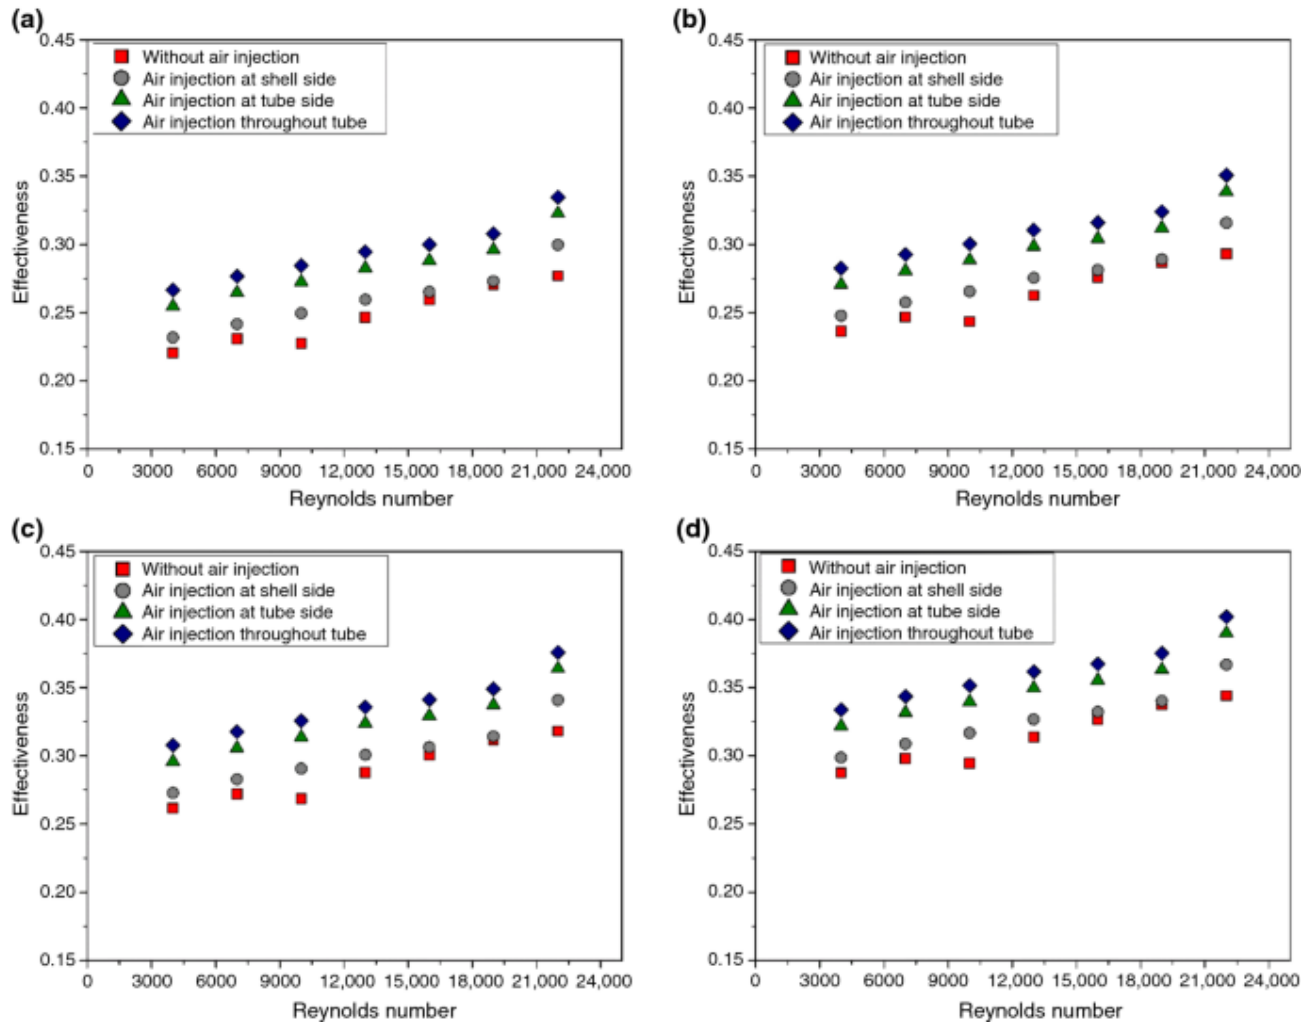 (a)
0.45
0.40
0.35
0.30
0.25
0.20
0.15
Effectiveness
Without air injection
Air injection at shell side
Air injection at tube side
Air injection throughout tube
0 3000 6000 9000 12,000 15,000 18,000 21,000 24,000
Reynolds number
(b)
0.45
0.40
0.35
0.30
0.25
0.20
0.15
Effectiveness
Without air injection
Air injection at shell side
Air injection at tube side
Air injection throughout tube
0 3000 6000 9000 12,000 15,000 18,000 21,000 24,000
Reynolds number
(c)
0.45
0.40
0.35
0.30
0.25
0.20
0.15
Effectiveness
Without air injection
Air injection at shell side
Air injection at tube side
Air injection throughout tube
0 3000 6000 9000 12,000 15,000 18,000 21,000 24,000
Reynolds number
(d)
0.45
0.40
0.35
0.30
0.25
0.20
0.15
Effectiveness
Without air injection
Air injection at shell side
Air injection at tube side
Air injection throughout tube
0 3000 6000 9000 12,000 15,000 18,000 21,000 24,000
Reynolds number